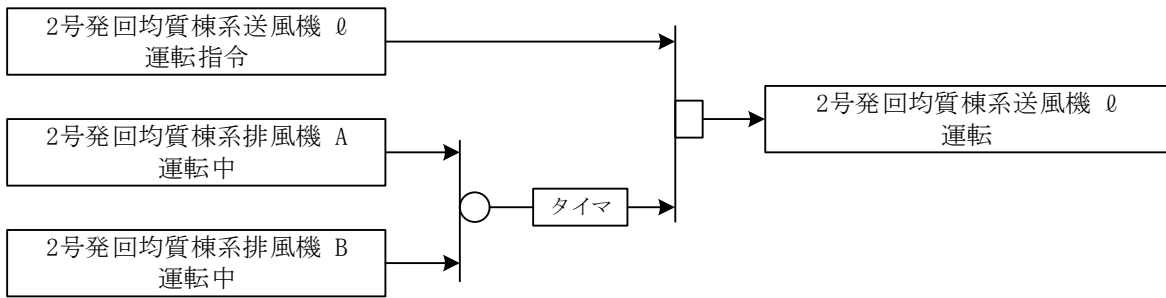 2号発回均質棟系送風機 ℓ
運転指令
2号発回均質棟系排風機 A
運転中
2号発回均質棟系排風機 B
運転中
タイマ
2号発回均質棟系送風機 ℓ
運転